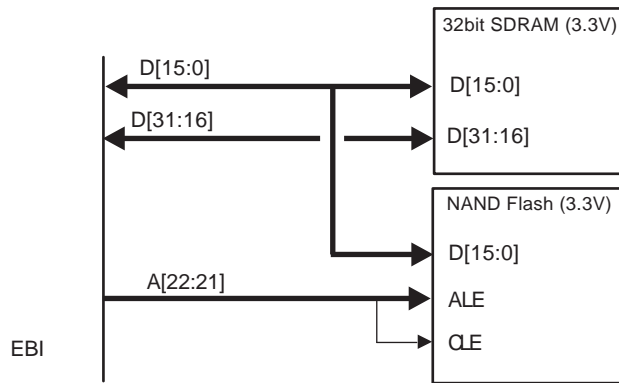 32bit SDRAM (3.3V)
D[15:0]
D[15:0]
D[31:16]
D[31:16]
NAND Flash (3.3V)
D[15:0]
A[22:21]
ALE
CLE
EBI